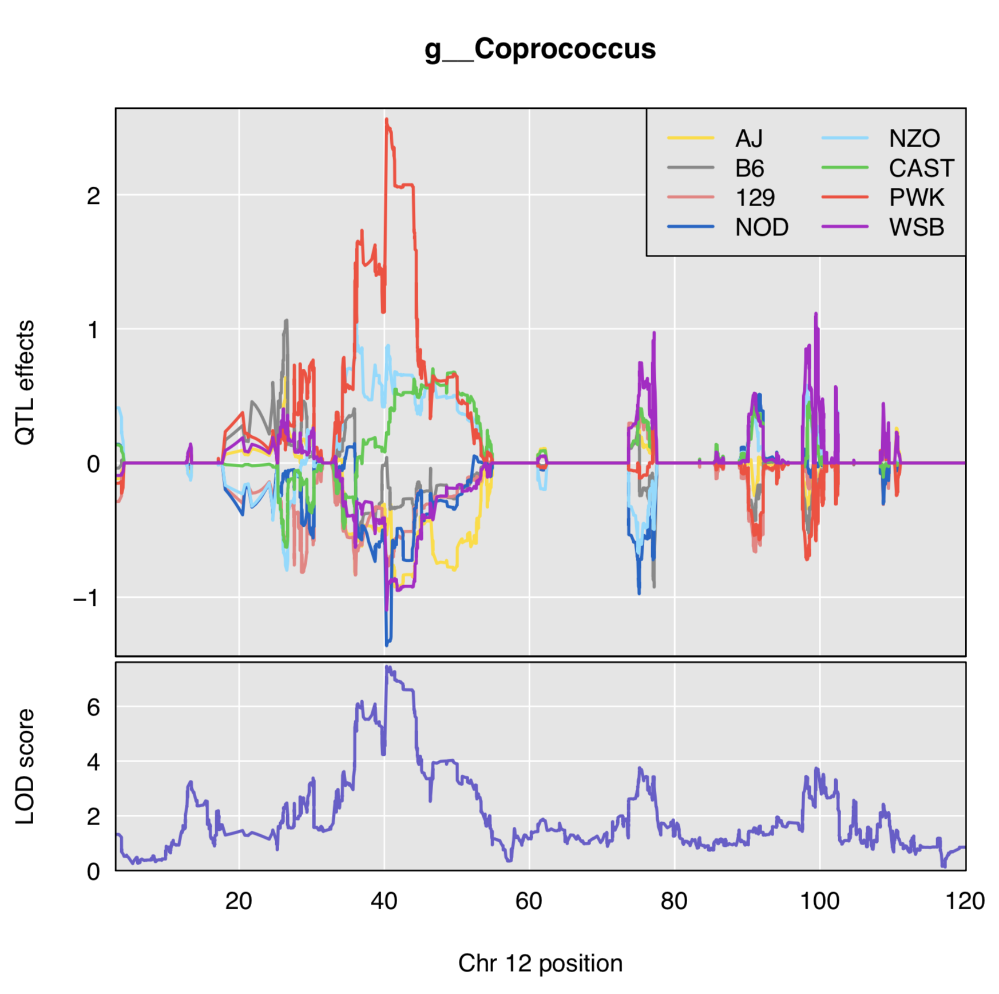 g__Coprococcus
QTL effects
2
1
0
−1
AJ
B6
129
NOD
NZO
CAST
PWK
WSB
LOD score
6
4
2
0
20 40 60 80 100 120
Chr 12 position